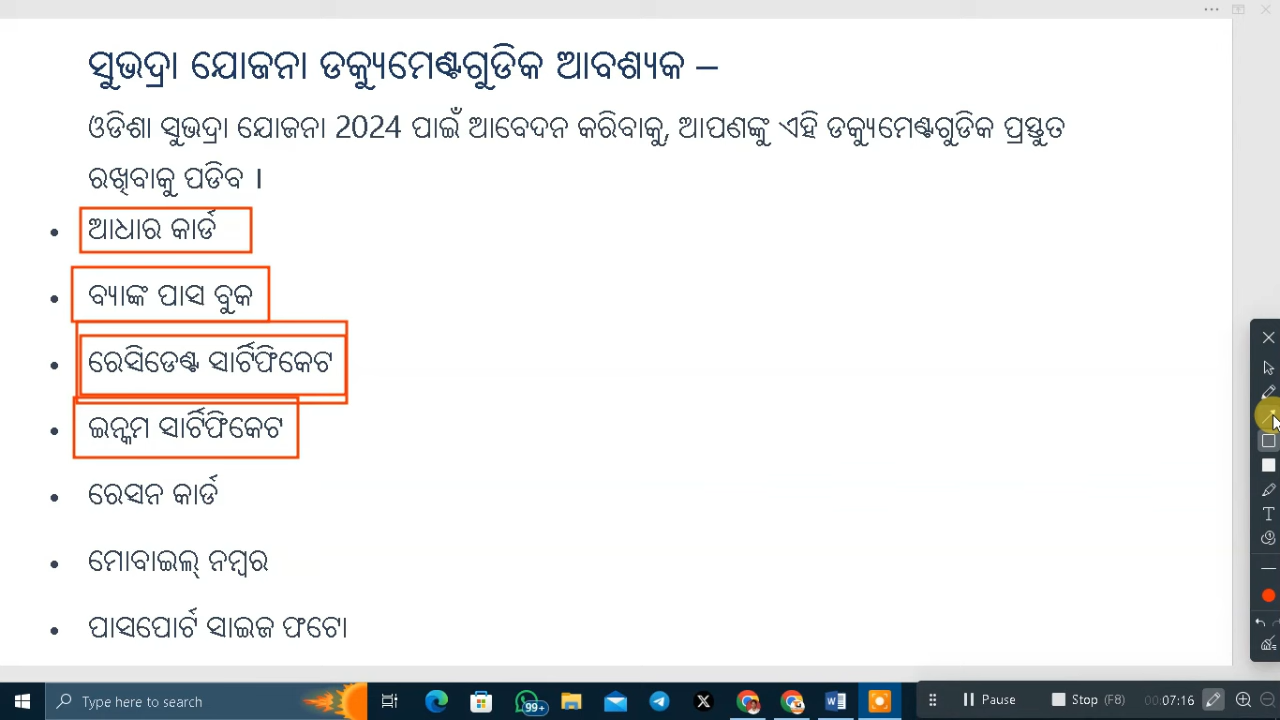 ସୁଭଦ୍ରା ଯୋଜନା ଡକ୍ୟୁମେଣ୍ଟଗୁଡିକ ଆବଶ୍ୟକ –
ଓଡିଶା ସୁଭଦ୍ରା ଯୋଜନା 2024 ପାଇଁ ଆବେଦନ କରିବାକୁ, ଆପଣଙ୍କୁ ଏହି ଡକ୍ୟୁମେଣ୍ଟଗୁଡିକ ପ୍ରସ୍ତୁତ
ରଖିବାକୁ ପଡିବ ।
• ଆଧାର କାର୍ଡ
• ବ୍ୟାଙ୍କ ପାସ ବୁକ
• ରେସିଡେଣ୍ଟ ସାର୍ଟିଫିକେଟ
• ଇନ୍କମ ସାର୍ଟିଫିକେଟ
• ରେସନ କାର୍ଡ
• ମୋବାଇଲ୍ ନମ୍ବର
• ପାସପୋର୍ଟ ସାଇଜ ଫଟୋ
Type here to search
99+
Pause
Stop (F8)
00:07:16